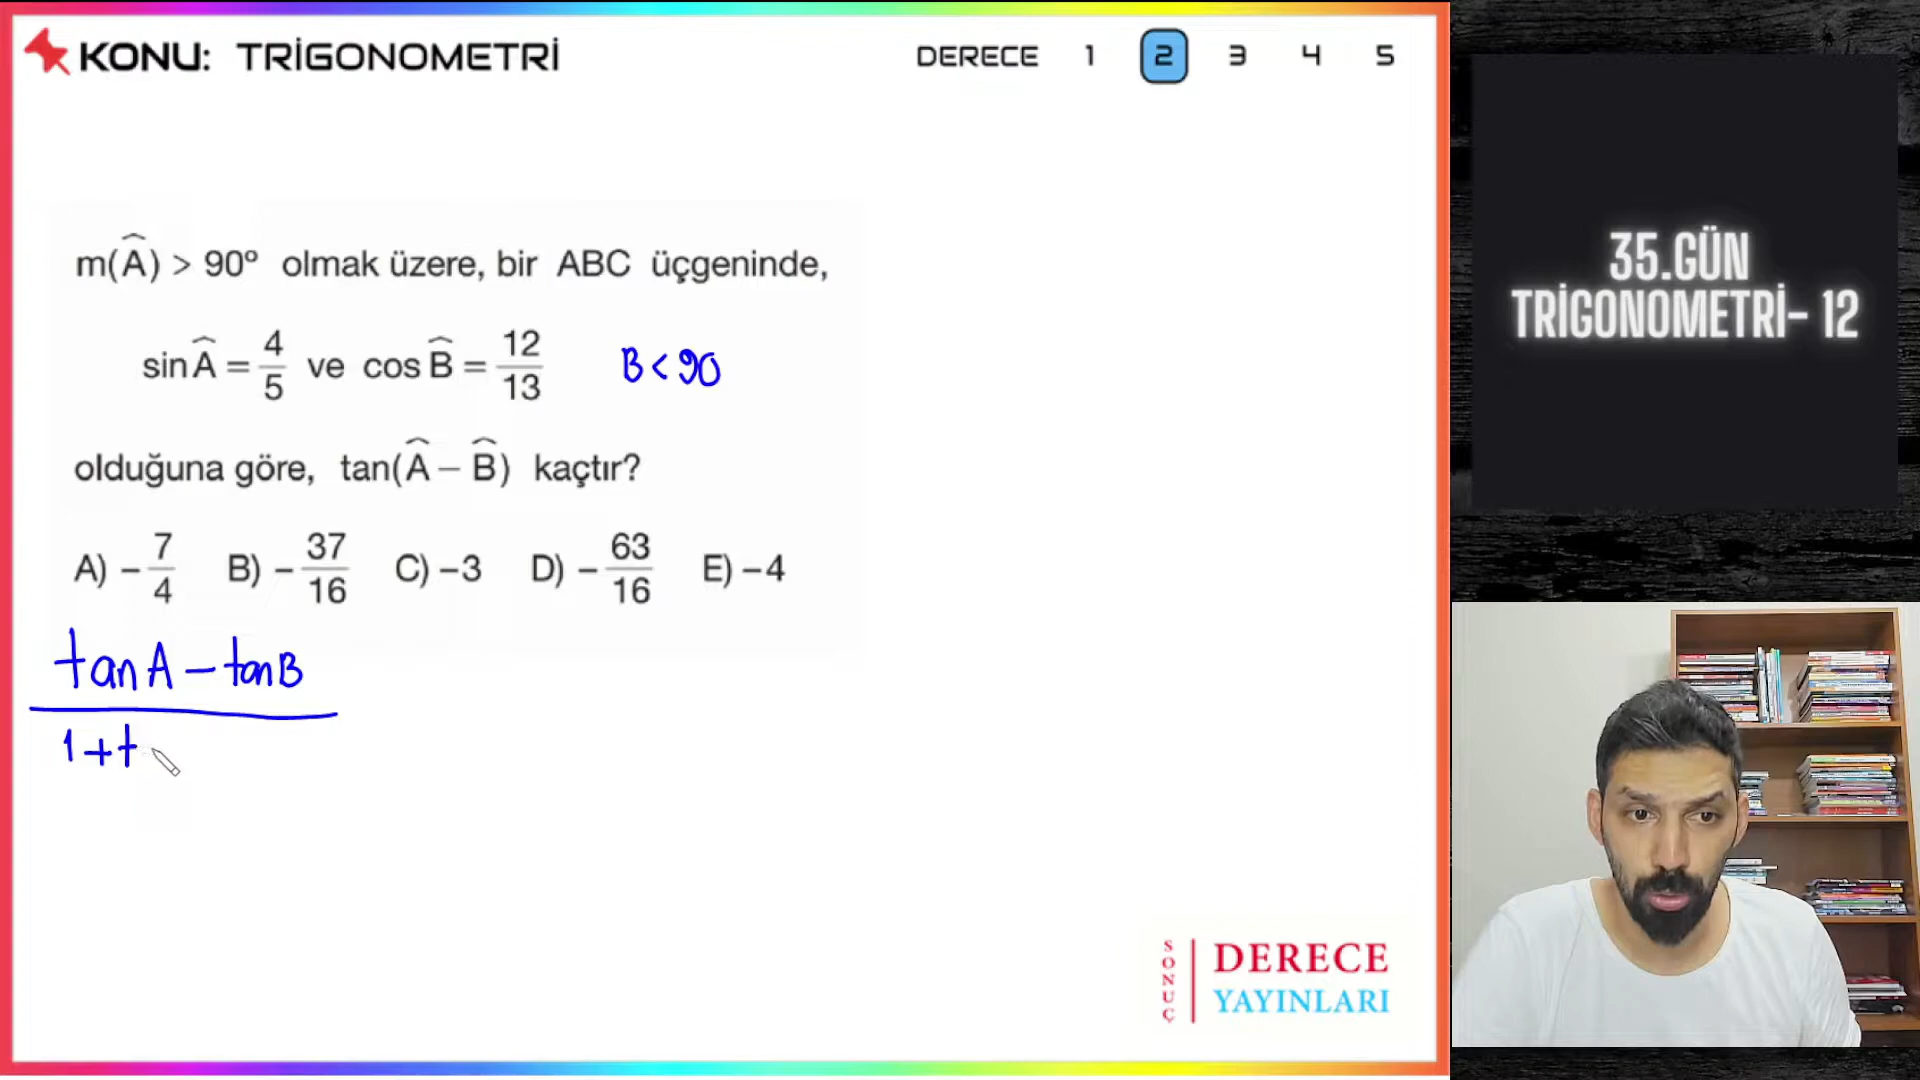 KONU: TRİGONOMETRİ
DERECE 1 2 3 4 5
m(Â) > 90° olmak üzere, bir ABC üçgeninde,
sin Â = 4/5 ve cos B̂ = 12/13
B < 90
olduğuna göre, tan(Â − B̂) kaçtır?
A) −7/4 B) −37/16 C) −3 D) −63/16 E) −4
tanA − tanB
1+t
SONUÇ
DERECE
YAYINLARI
35.GÜN
TRİGONOMETRİ- 12